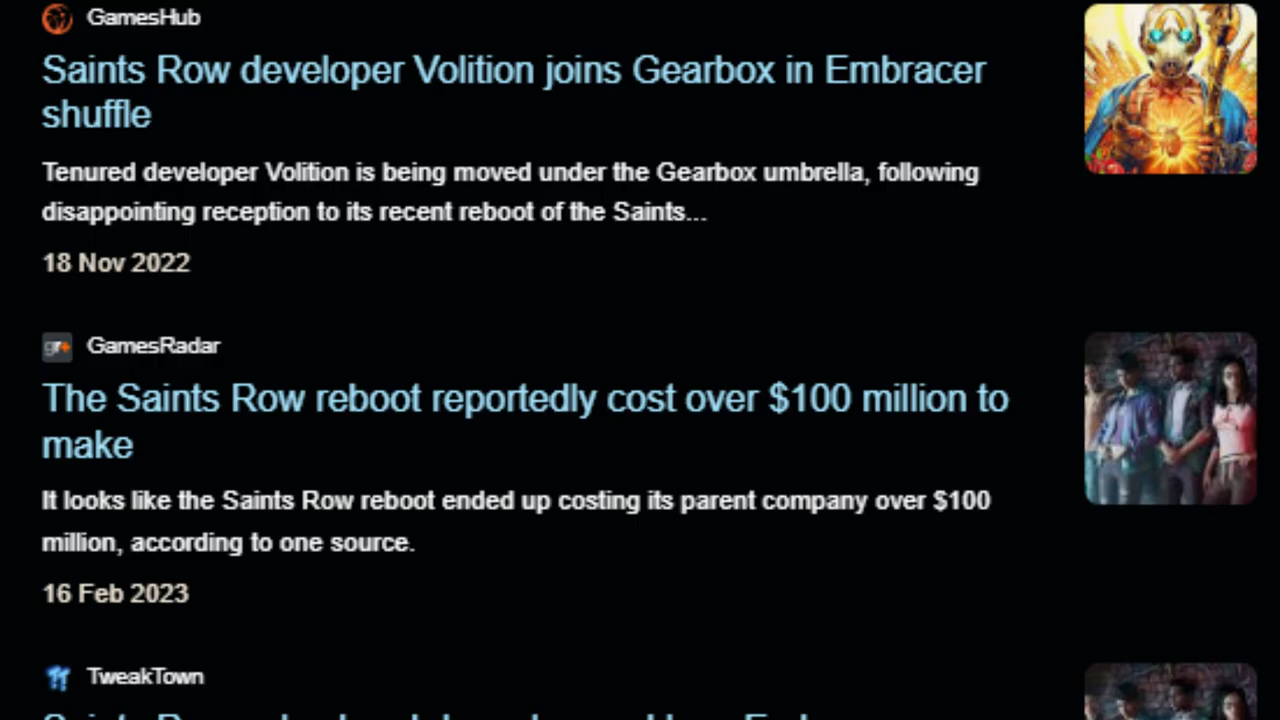 GamesHub
Saints Row developer Volition joins Gearbox in Embracer
shuffle
Tenured developer Volition is being moved under the Gearbox umbrella, following
disappointing reception to its recent reboot of the Saints...
18 Nov 2022
GamesRadar
The Saints Row reboot reportedly cost over $100 million to
make
It looks like the Saints Row reboot ended up costing its parent company over $100
million, according to one source.
16 Feb 2023
TweakTown